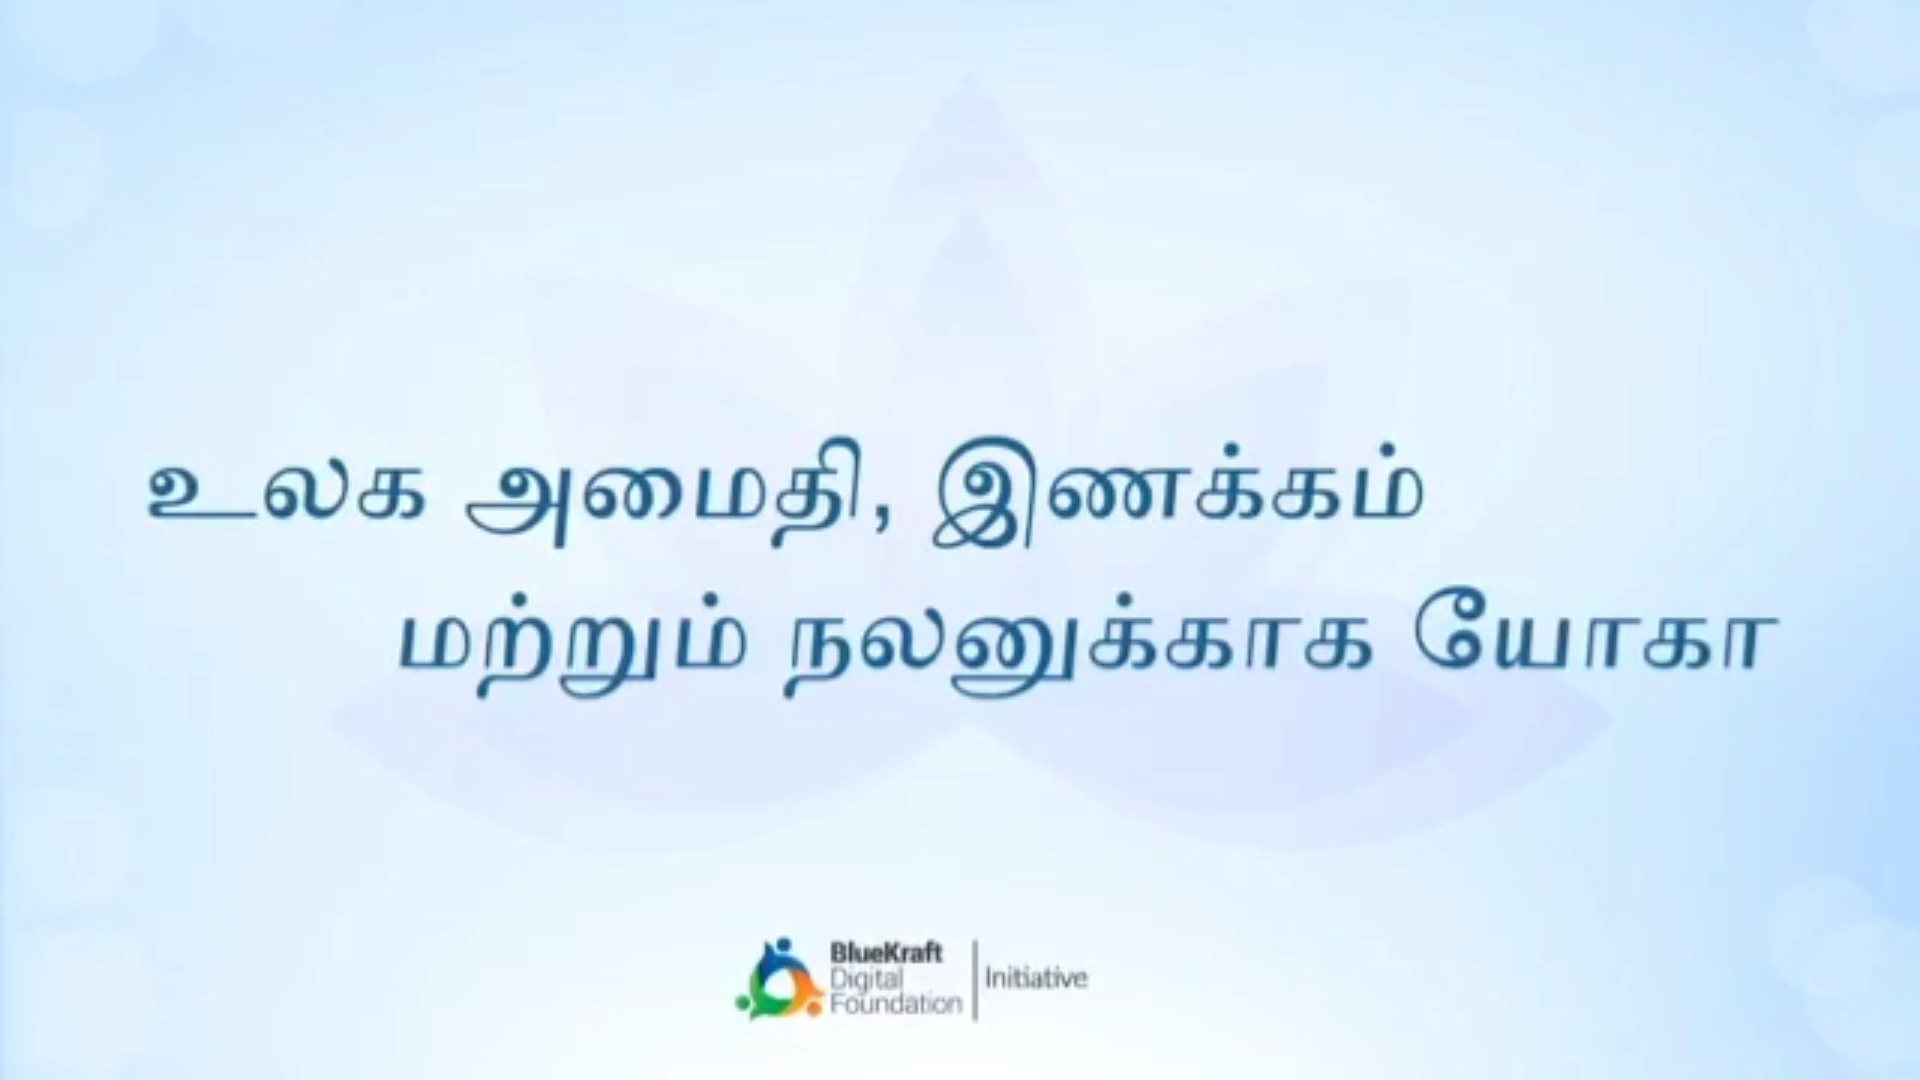 உலக அமைதி, இணக்கம்
மற்றும் நலனுக்காக யோகா
BlueKraft
Digital
Foundation
Initiative